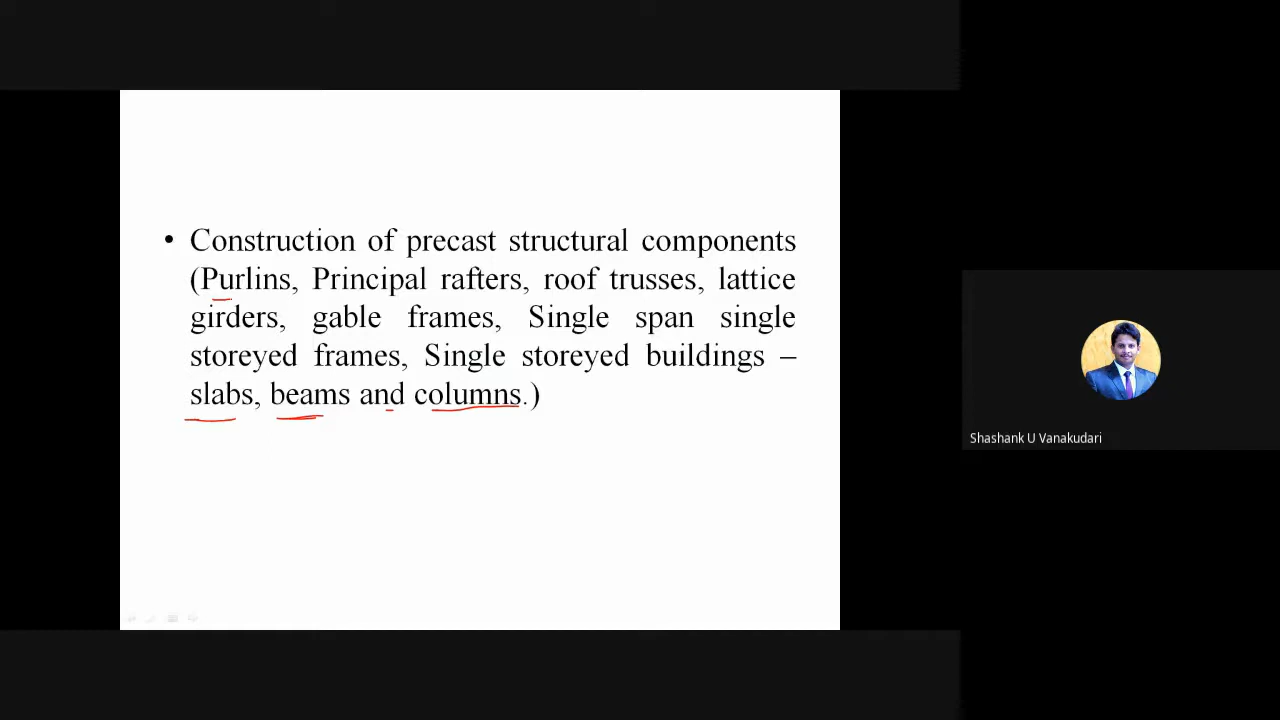 • Construction of precast structural components
(Purlins, Principal rafters, roof trusses, lattice
girders, gable frames, Single span single
storeyed frames, Single storeyed buildings –
slabs, beams and columns.)
Shashank U Vanakudari